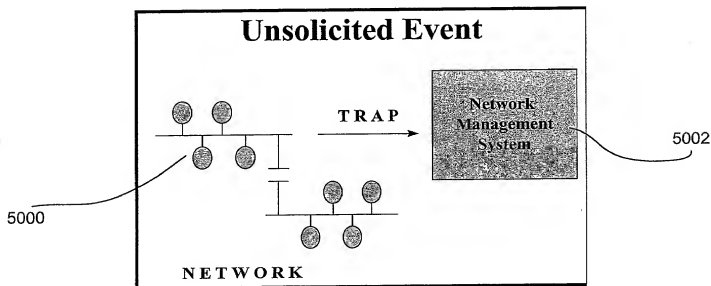 Unsolicited Event
TRAP
Network
Management
System
5002
5000
NETWORK